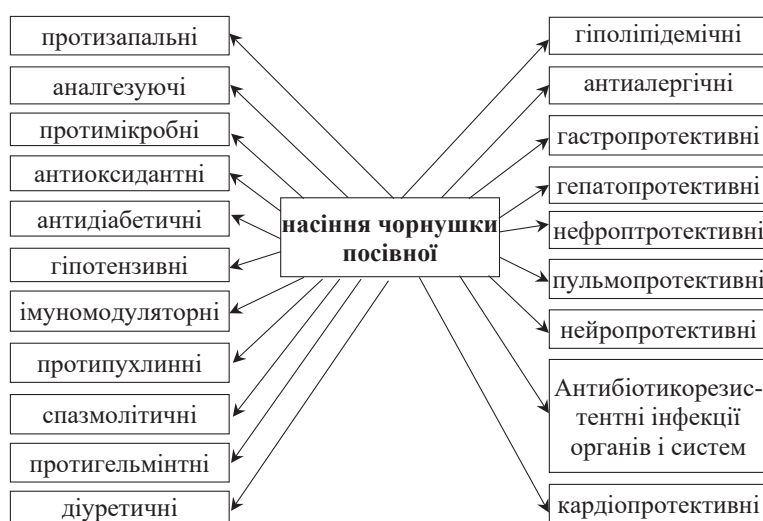 протизапальні
аналгезуючі
протимікробні
антиоксидантні
антидіабетичні
гіпотензивні
імуномодуляторні
протипухлинні
спазмолітичні
протигельмінтні
діуретичні
насіння чорнушки
посівної
гіполіпідемічні
антиалергічні
гастропротективні
гепатопротективні
нефроптротективні
пульмопротективні
нейропротективні
Антибіотикорезис-
тентні інфекції
органів і систем
кардіопротективні